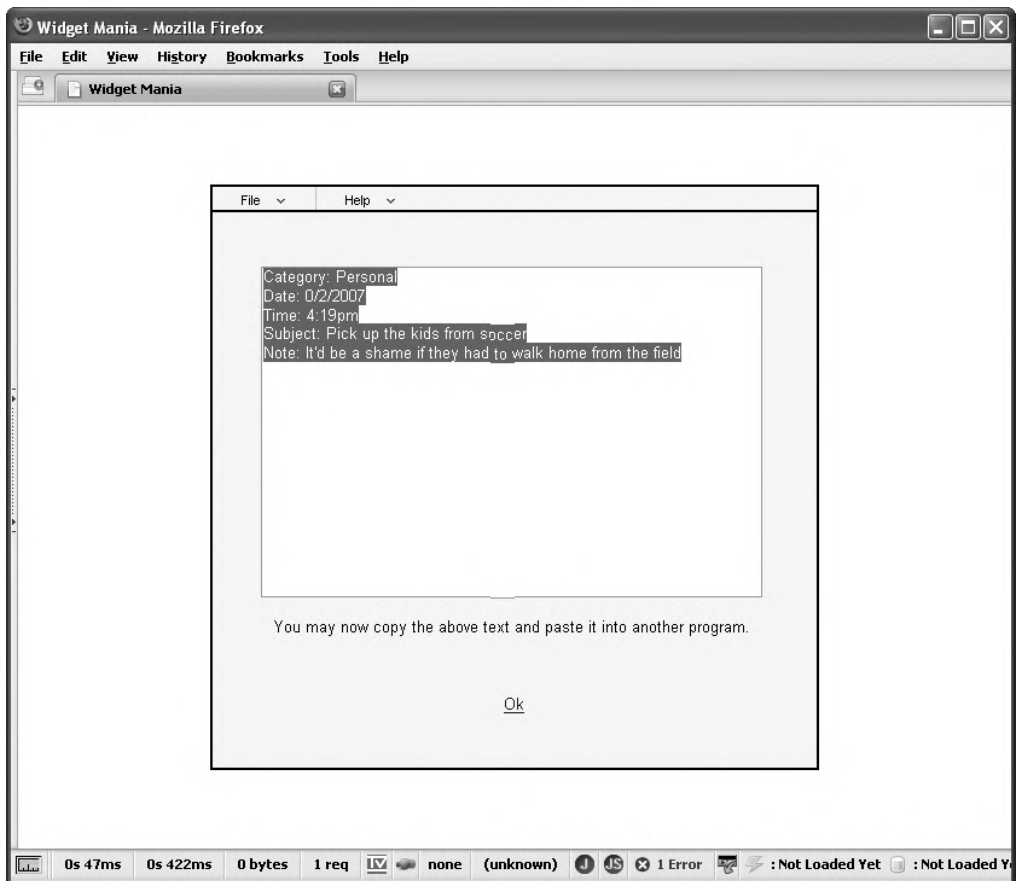 Widget Mania - Mozilla Firefox
File Edit View History Bookmarks Tools Help
Widget Mania
File Help
Category: Personal
Date: 0/2/2007
Time: 4:19pm
Subject: Pick up the kids from soccer
Note: It'd be a shame if they had to walk home from the field
You may now copy the above text and paste it into another program.
Ok
0s 47ms 0s 422ms 0 bytes 1 req IV none (unknown) J JS 1 Error : Not Loaded Yet : Not Loaded Y